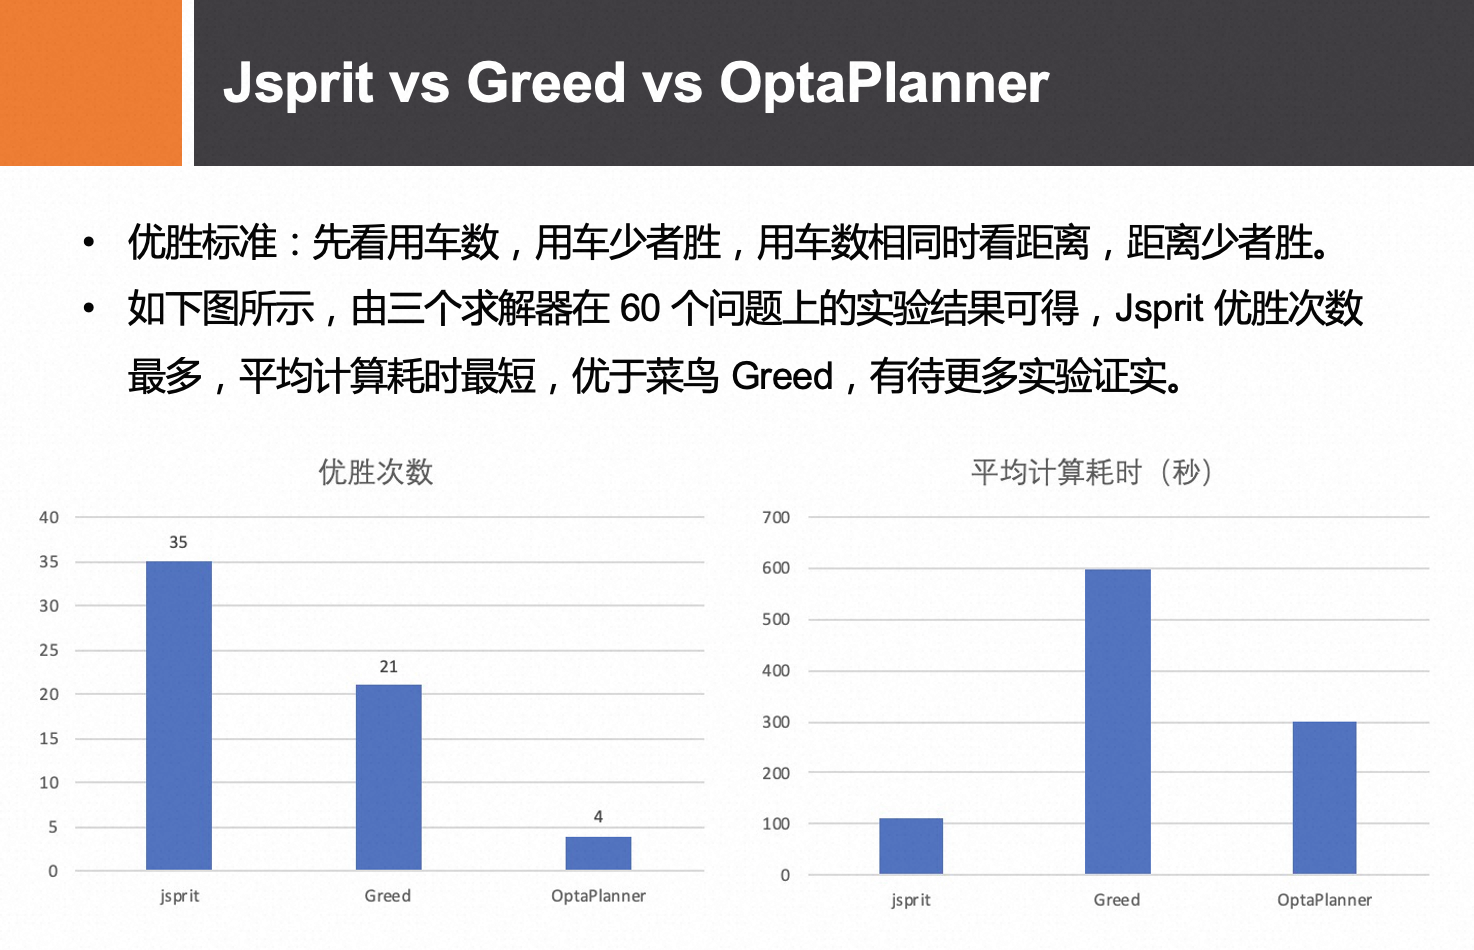 Jsprit vs Greed vs OptaPlanner
• 优胜标准：先看用车数，用车少者胜，用车数相同时看距离，距离少者胜。
• 如下图所示，由三个求解器在 60 个问题上的实验结果可得，Jsprit 优胜次数
最多，平均计算耗时最短，优于菜鸟 Greed，有待更多实验证实。
优胜次数
40
35
30
25
20
15
10
5
0
35
21
4
jsprit
Greed
OptaPlanner
平均计算耗时（秒）
700
600
500
400
300
200
100
0
jsprit
Greed
OptaPlanner